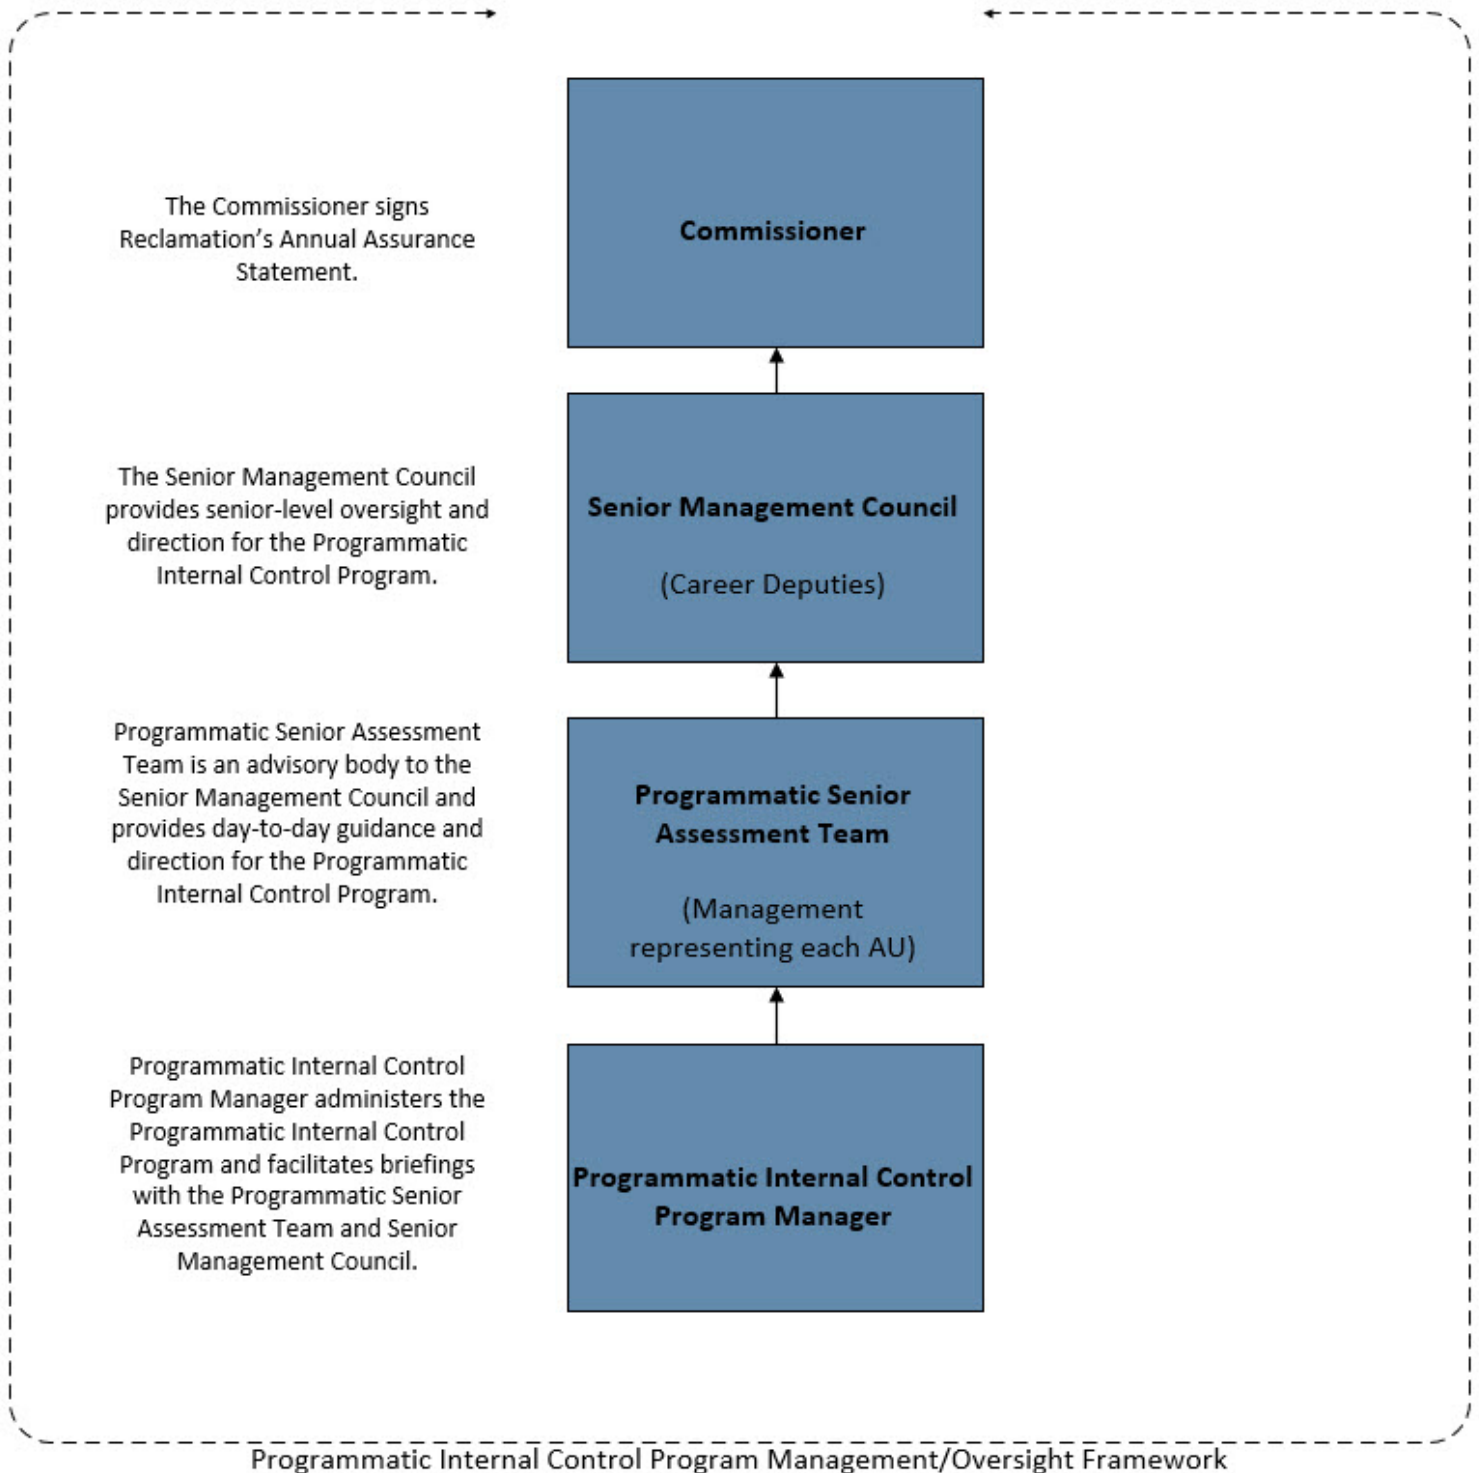 The Commissioner signs
Reclamation’s Annual Assurance
Statement.
Commissioner
The Senior Management Council
provides senior-level oversight and
direction for the Programmatic
Internal Control Program.
Senior Management Council
(Career Deputies)
Programmatic Senior Assessment
Team is an advisory body to the
Senior Management Council and
provides day-to-day guidance and
direction for the Programmatic
Internal Control Program.
Programmatic Senior
Assessment Team
(Management
representing each AU)
Programmatic Internal Control
Program Manager administers the
Programmatic Internal Control
Program and facilitates briefings
with the Programmatic Senior
Assessment Team and Senior
Management Council.
Programmatic Internal Control
Program Manager
Programmatic Internal Control Program Management/Oversight Framework